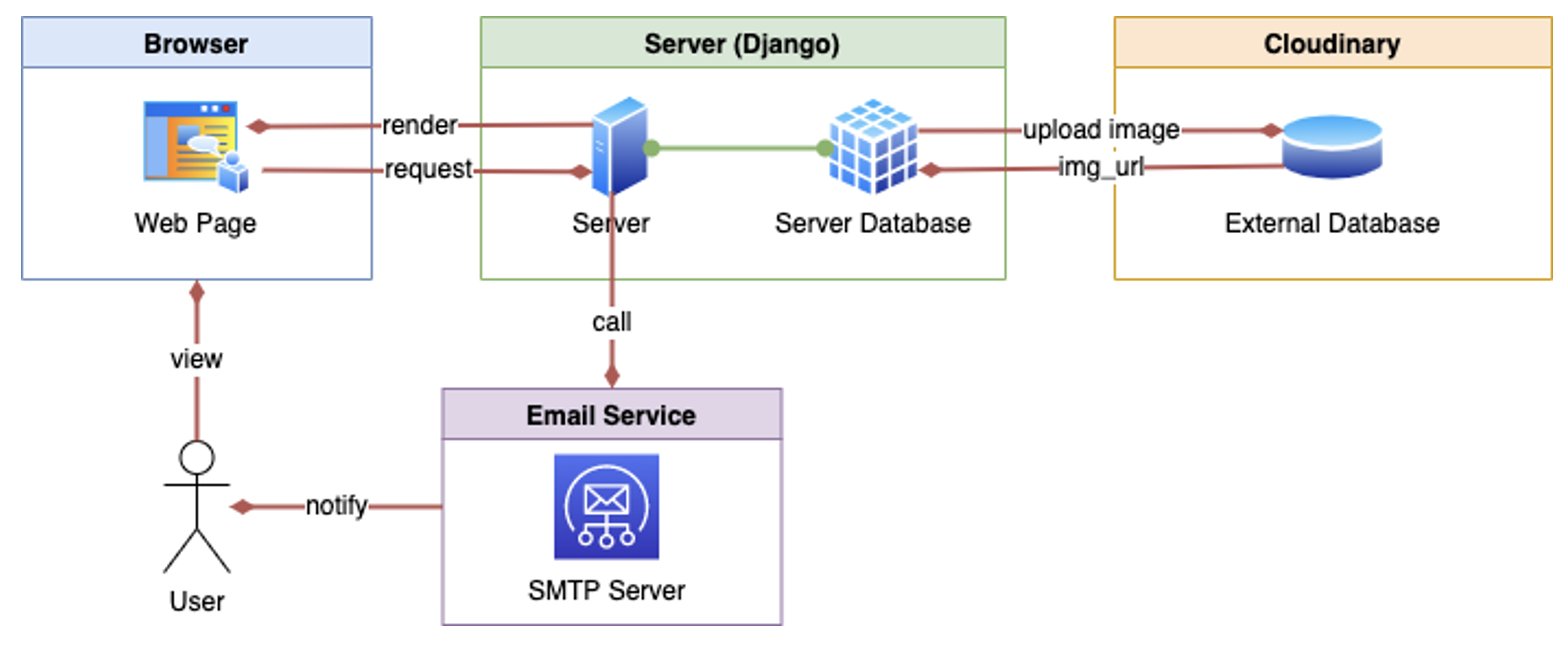 Browser
Server (Django)
Cloudinary
render
upload image
request
img_url
Web Page
Server
Server Database
External Database
call
view
Email Service
notify
SMTP Server
User